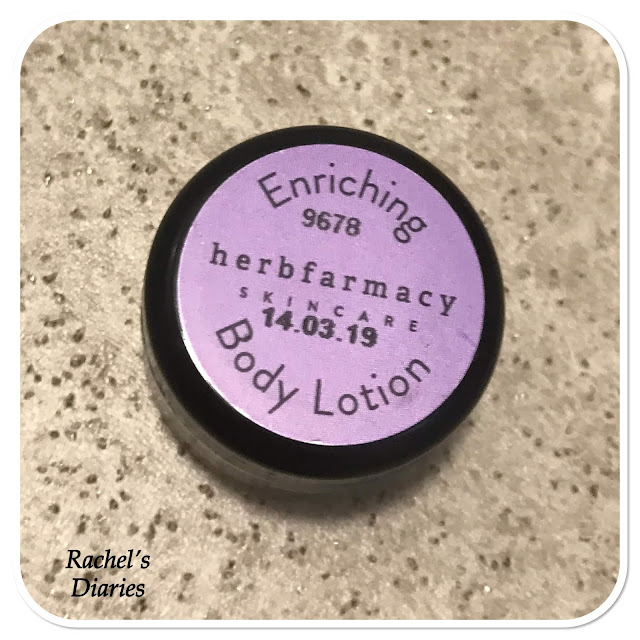 Enriching
9678
herbfarmacy
SKINCARE
14.03.19
Body Lotion
Rachel's
Diaries